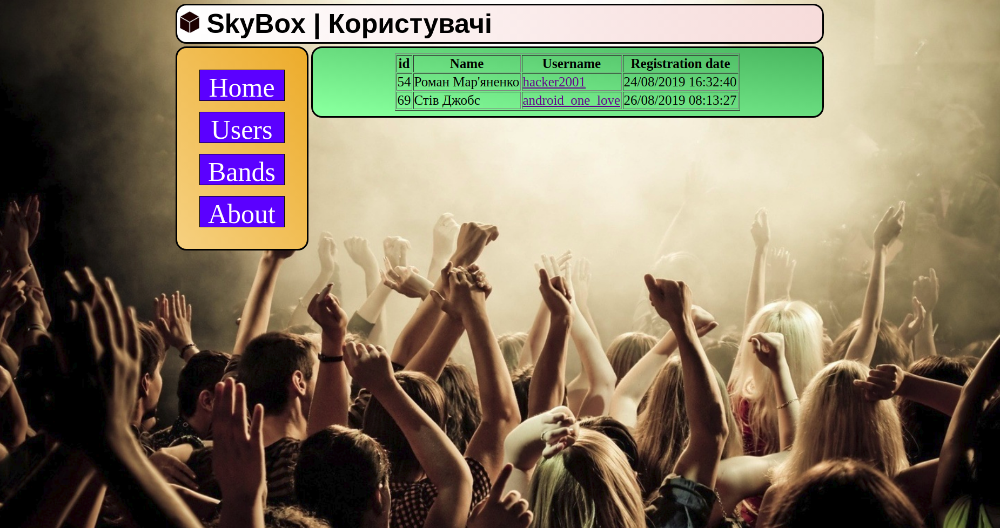 SkyBox | Користувачі
Home
Users
Bands
About
id Name Username Registration date
54 Роман Мар'яненко hacker2001 24/08/2019 16:32:40
69 Стів Джобс android_one_love 26/08/2019 08:13:27